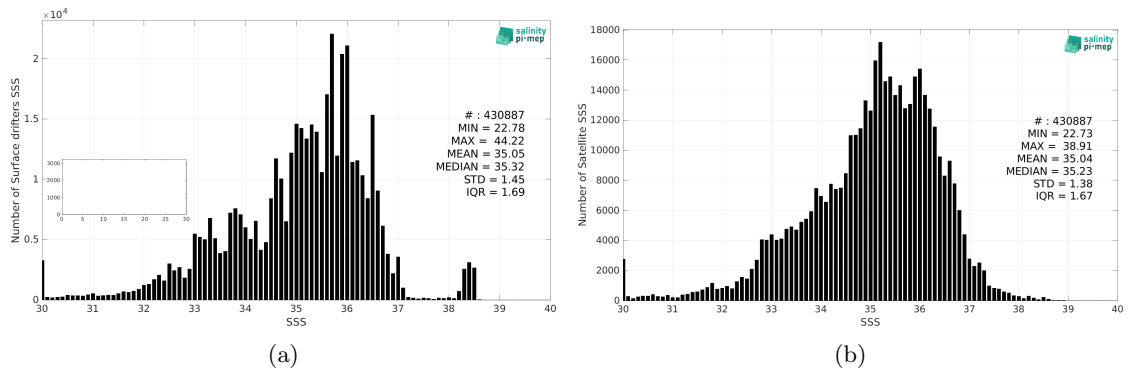 ×10⁴
2
1.5
1
0.5
0
Number of Surface drifters SSS
salinity
pi-mep
# : 430887
MIN = 22.78
MAX = 44.22
MEAN = 35.05
MEDIAN = 35.32
STD = 1.45
IQR = 1.69
3000
2000
1000
0
0 5 10 15 20 25 30
30 31 32 33 34 35 36 37 38 39 40
SSS
(a)
18000
16000
14000
12000
10000
8000
6000
4000
2000
0
Number of Satellite SSS
salinity
pi-mep
# : 430887
MIN = 22.73
MAX = 38.91
MEAN = 35.04
MEDIAN = 35.23
STD = 1.38
IQR = 1.67
30 31 32 33 34 35 36 37 38 39 40
SSS
(b)